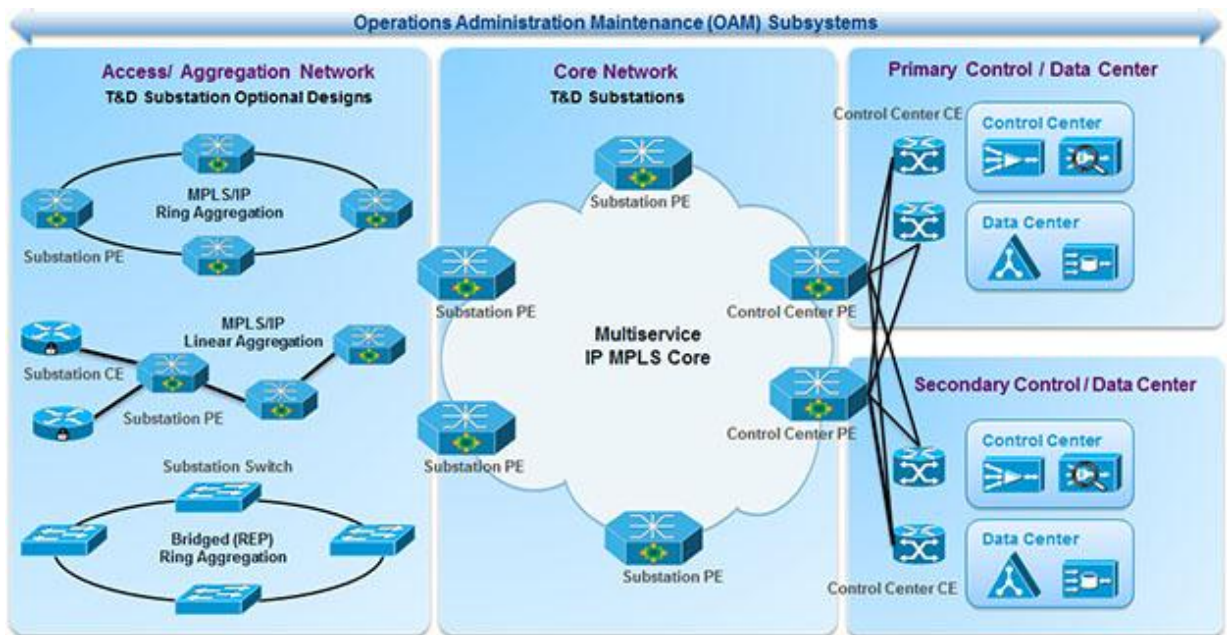 Operations Administration Maintenance (OAM) Subsystems
Access/ Aggregation Network
T&D Substation Optional Designs
MPLS/IP
Ring Aggregation
Substation PE
MPLS/IP
Linear Aggregation
Substation CE
Substation PE
Substation Switch
Bridged (REP)
Ring Aggregation
Core Network
T&D Substations
Substation PE
Substation PE
Control Center PE
Multiservice
IP MPLS Core
Control Center PE
Substation PE
Substation PE
Primary Control / Data Center
Control Center CE
Control Center
Data Center
Secondary Control / Data Center
Control Center
Data Center
Control Center CE